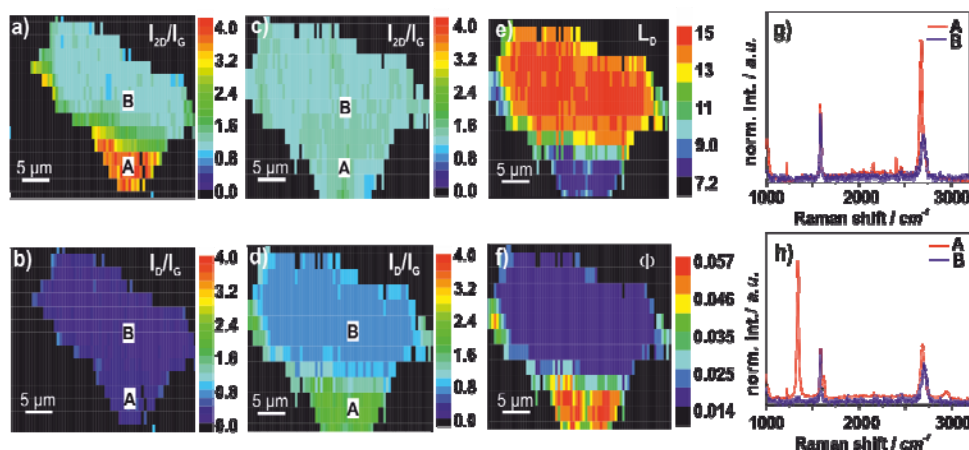 a) I2D/IG
4.0
3.2
2.4
1.6
0.8
0.0
B
A
5 μm
c) I2D/IG
4.0
3.2
2.4
1.6
0.8
0.0
B
A
5 μm
e) LD
15
13
11
9.0
7.2
5 μm
g)
A
B
norm. Int. / a.u.
1000 2000 3000
Raman shift / cm-1
b) ID/IG
4.0
3.2
2.4
1.6
0.8
0.0
B
A
5 μm
d) ID/IG
4.0
3.2
2.4
1.6
0.8
0.0
B
A
5 μm
f) Φ
0.057
0.046
0.035
0.025
0.014
5 μm
h)
A
B
norm. int./ a.u.
1000 2000 3000
Raman shift / cm-1